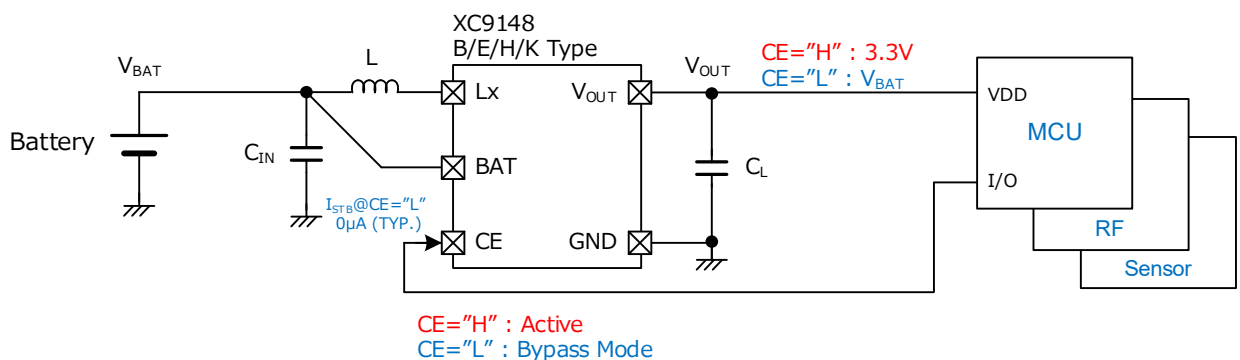 XC9148
B/E/H/K Type
CE="H" : 3.3V
CE="L" : VBAT
VBAT
L
VOUT
Lx
VOUT
VDD
MCU
Battery
CIN
BAT
CL
I/O
ISTB@CE="L"
0µA (TYP.)
CE
GND
RF
Sensor
CE="H" : Active
CE="L" : Bypass Mode